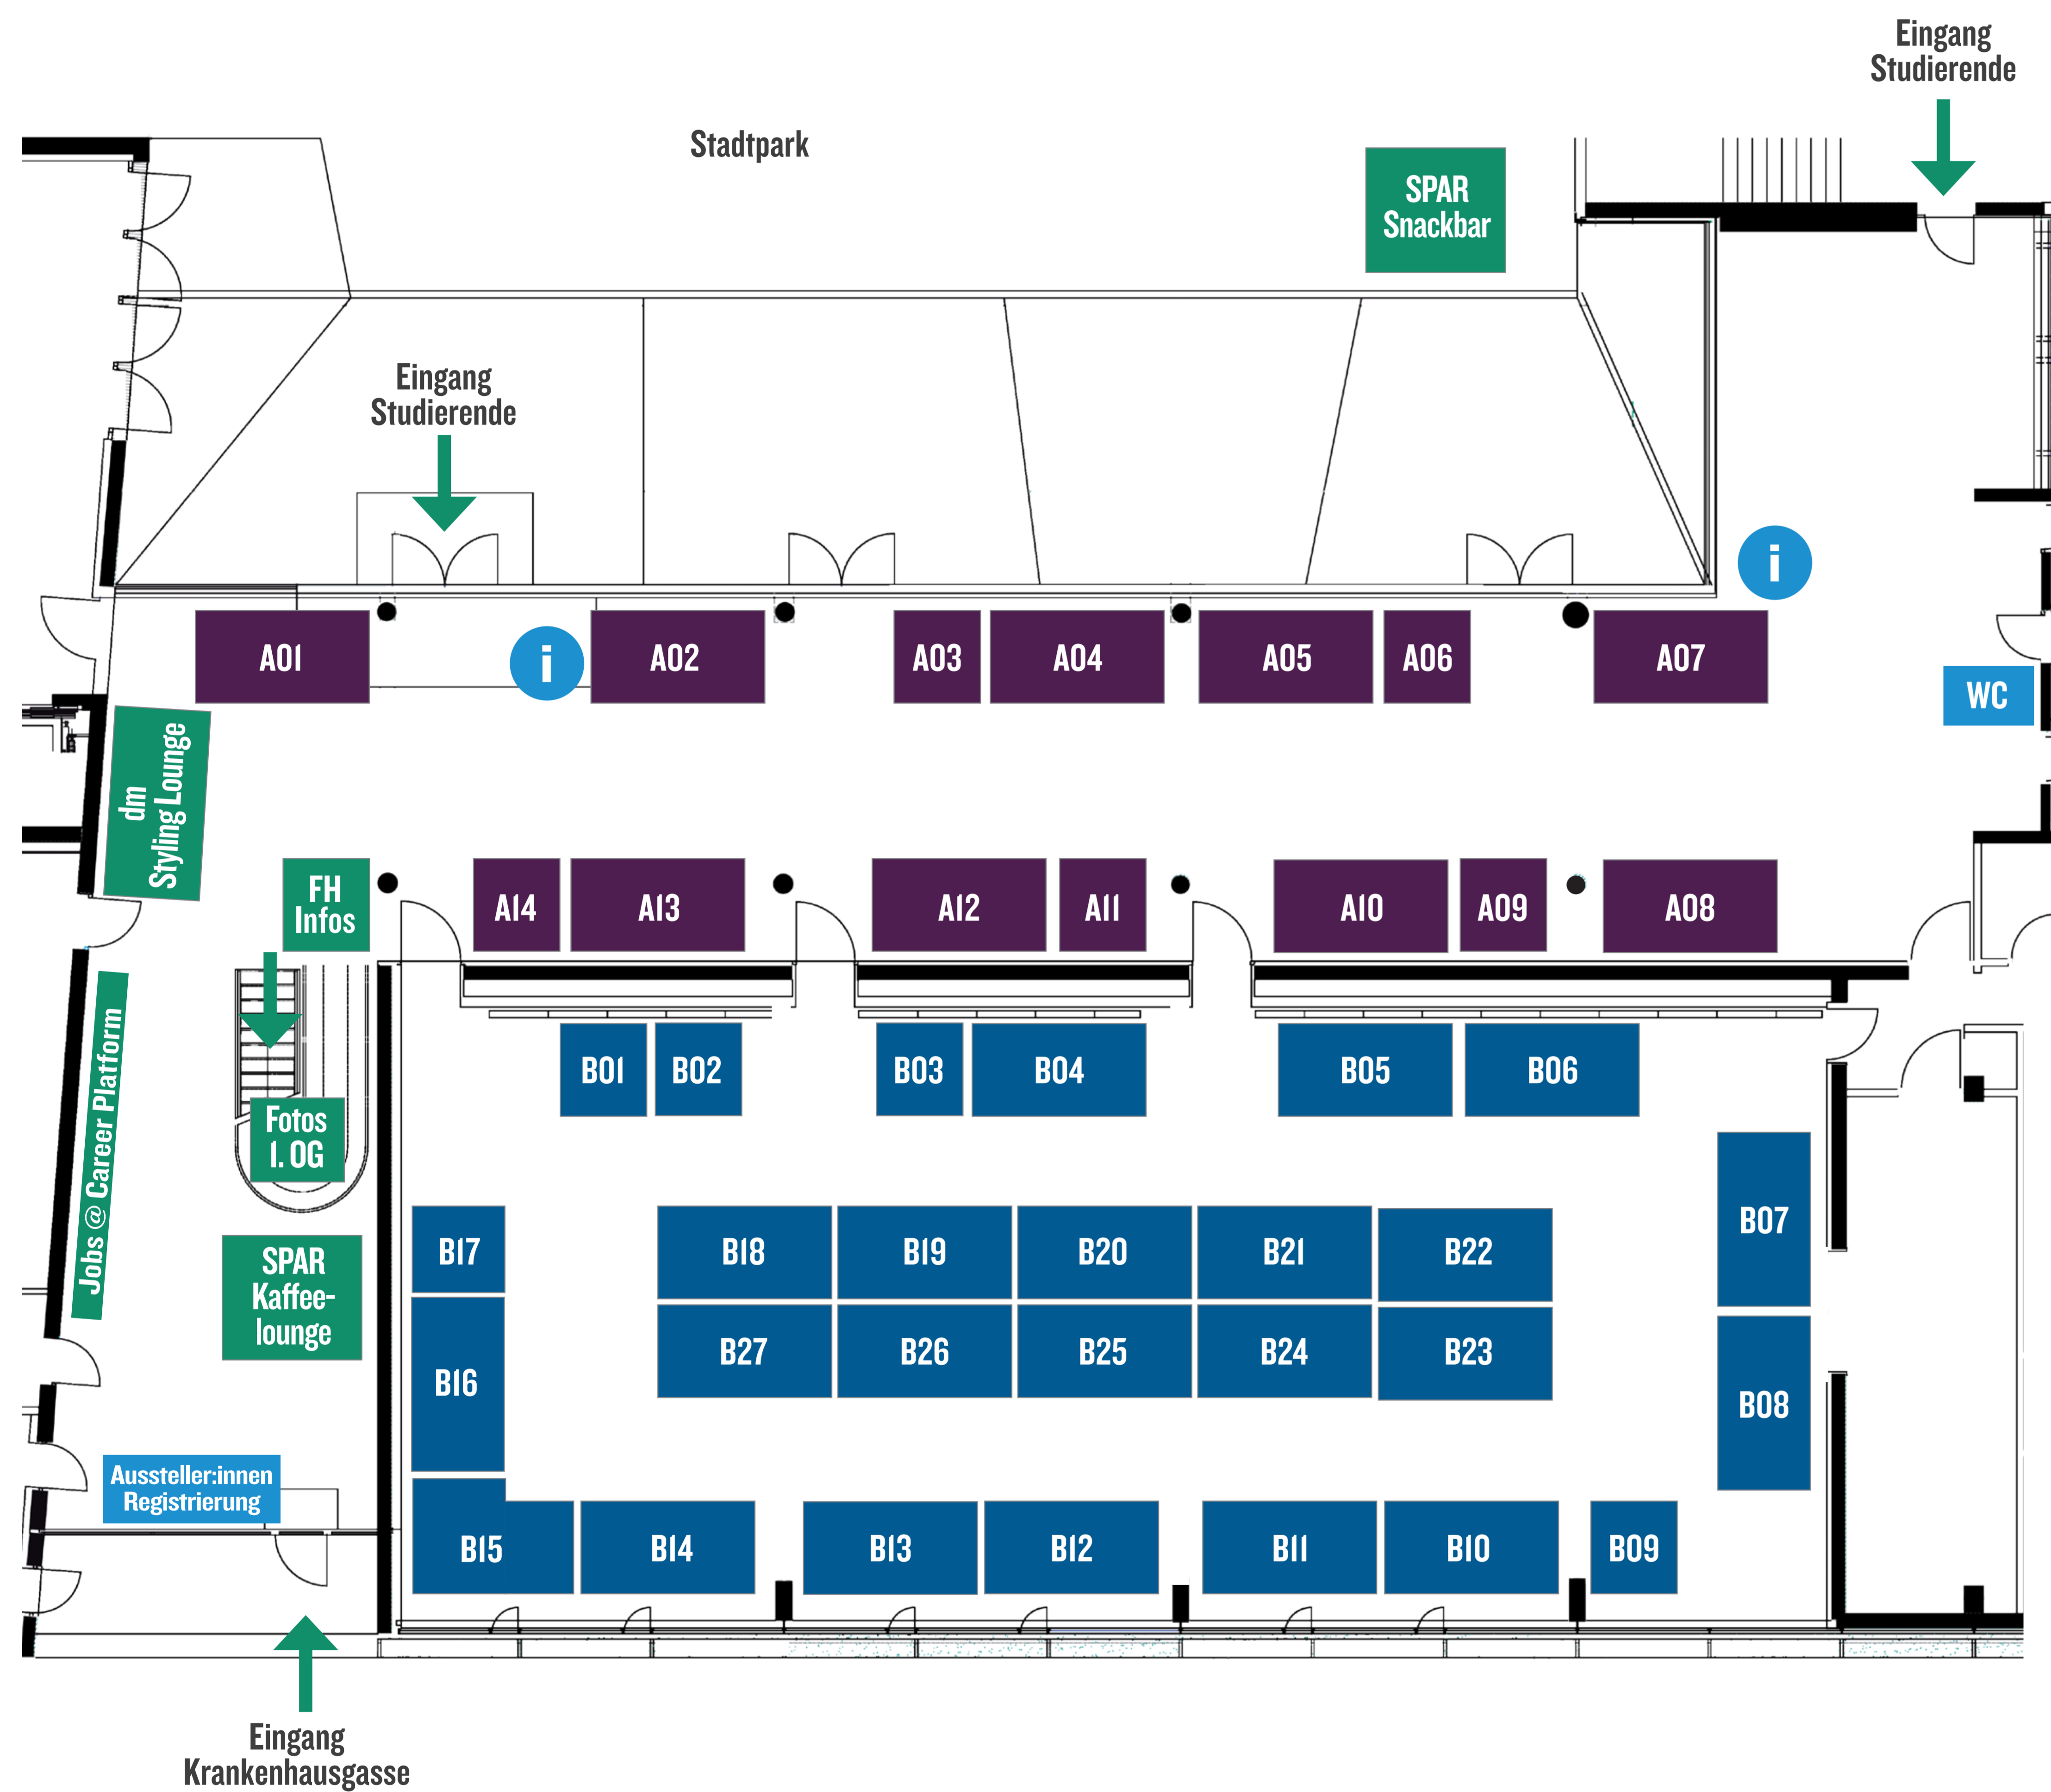 Eingang
Studierende
Stadtpark
SPAR
Snackbar
Eingang
Studierende
i
A01
i
A02
A03
A04
A05
A06
A07
WC
dm
Styling Lounge
FH
Infos
A14
A13
A12
A11
A10
A09
A08
Jobs @ Career Platform
Fotos
1. OG
B01
B02
B03
B04
B05
B06
B07
B17
B18
B19
B20
B21
B22
SPAR
Kaffee-
lounge
B16
B27
B26
B25
B24
B23
B08
Aussteller:innen
Registrierung
B15
B14
B13
B12
B11
B10
B09
Eingang
Krankenhausgasse